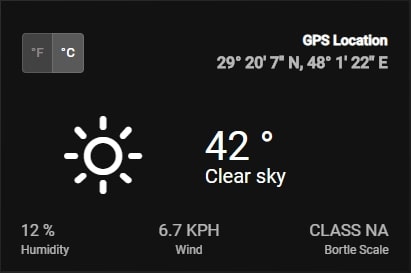 °F °C
GPS Location
29° 20' 7" N, 48° 1' 22" E
42 °
Clear sky
12 % 6.7 KPH CLASS NA
Humidity Wind Bortle Scale